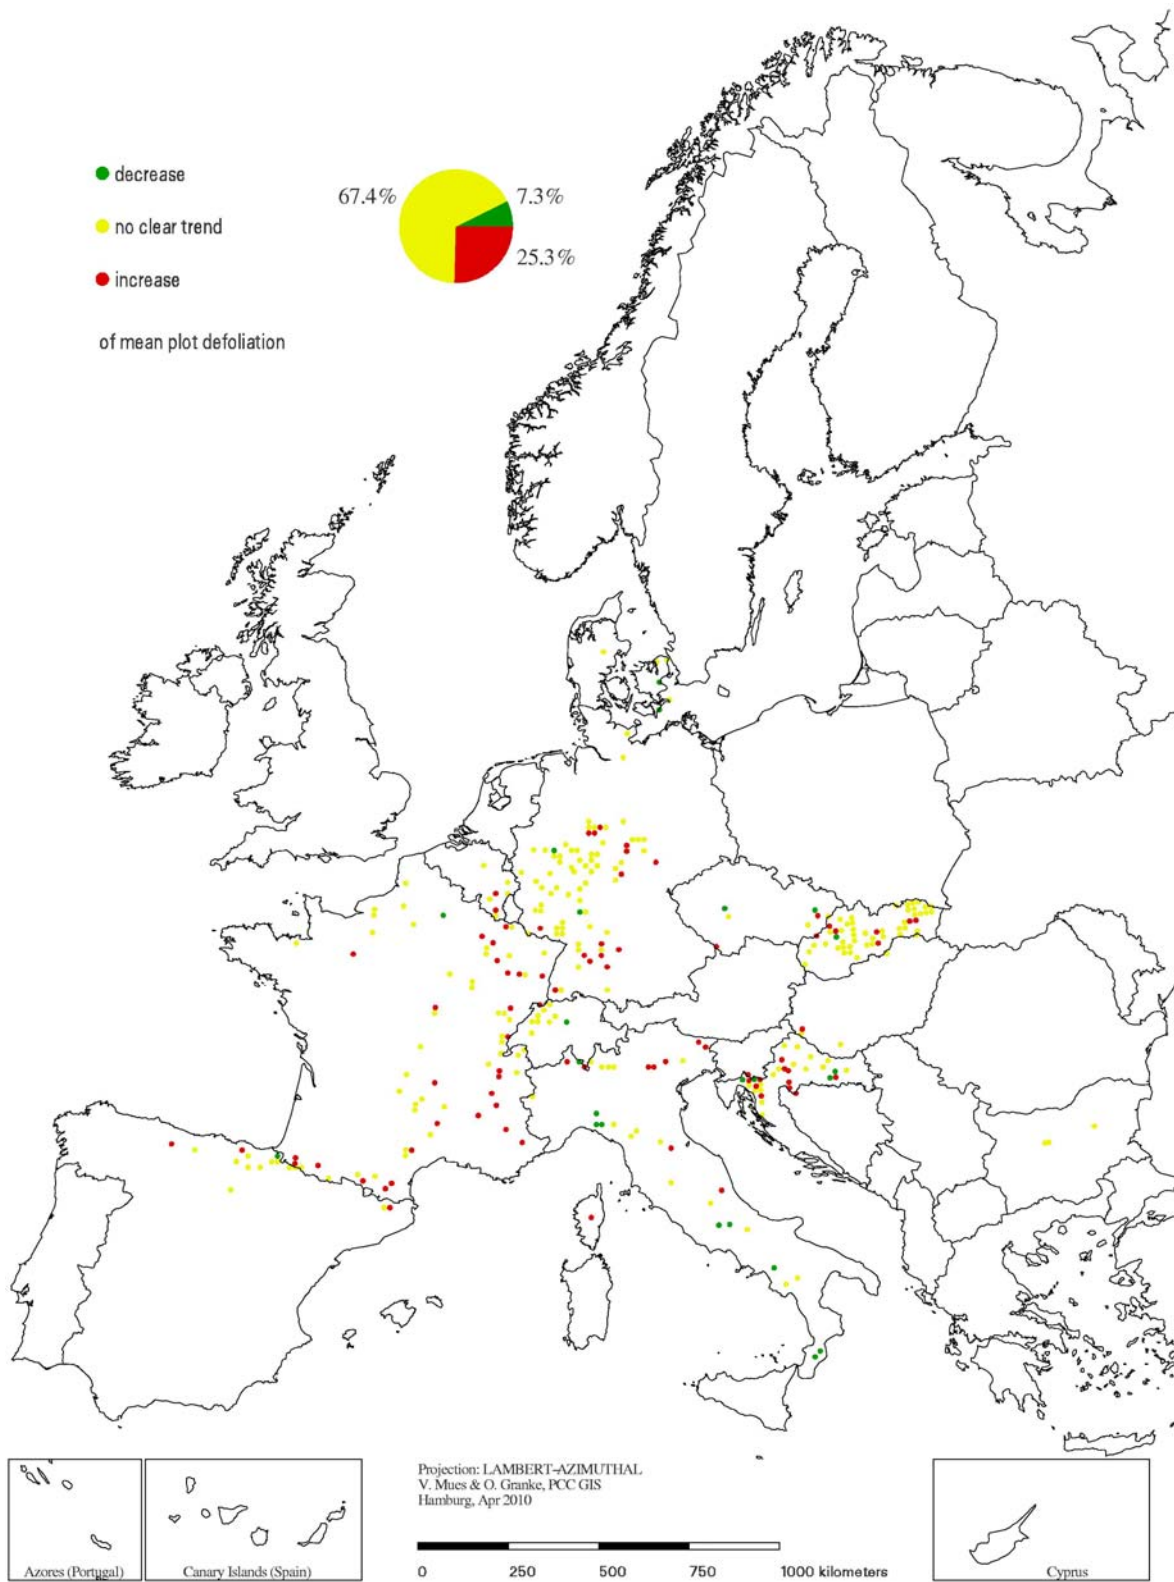 decrease
67.4%
7.3%
no clear trend
25.3%
increase
of mean plot defoliation
Projection: LAMBERT-AZIMUTHAL
V. Mues & O. Granke, PCC GIS
Hamburg, Apr 2010
Azores (Portugal)
Canary Islands (Spain)
0 250 500 750 1000 kilometers
Cyprus